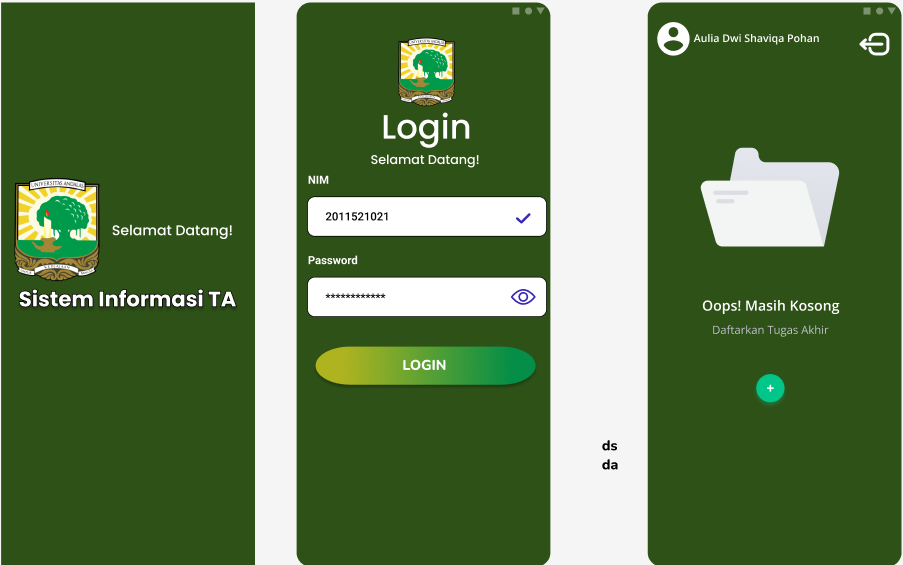 UNIVERSITAS ANDALAS
Selamat Datang!
Sistem Informasi TA
Login
Selamat Datang!
NIM
2011521021
Password
************
LOGIN
ds
da
Aulia Dwi Shaviqa Pohan
Oops! Masih Kosong
Daftarkan Tugas Akhir
+